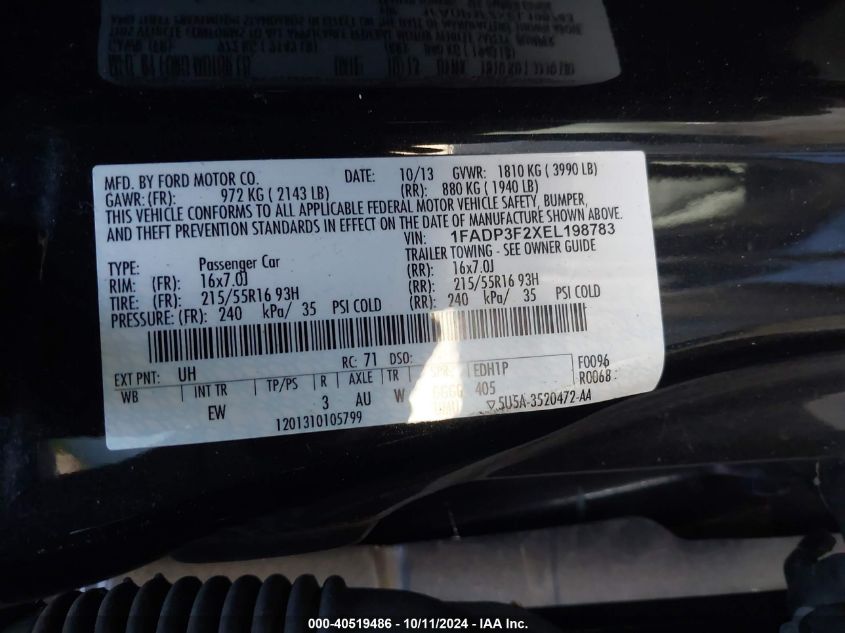 MFD. BY FORD MOTOR CO. DATE: 10/13 GVWR: 1810 KG ( 3990 LB)
GAWR: (FR): 972 KG ( 2143 LB) (RR): 880 KG ( 1940 LB)
THIS VEHICLE CONFORMS TO ALL APPLICABLE FEDERAL MOTOR VEHICLE SAFETY, BUMPER,
AND THEFT PREVENTION STANDARDS IN EFFECT ON THE DATE OF MANUFACTURE SHOWN ABOVE.
VIN: 1FADP3F2XEL198783
TRAILER TOWING - SEE OWNER GUIDE
TYPE: Passenger Car
RIM: (FR): 16x7.0J (RR): 16x7.0J
TIRE: (FR): 215/55R16 93H (RR): 215/55R16 93H
PRESSURE: (FR): 240 kPa/ 35 PSI COLD (RR): 240 kPa/ 35 PSI COLD
EXT PNT: UH RC: 71 DSO: EDH1P F0096
WB INT TR TP/PS R AXLE TR 405 R0068
EW 3 AU W
1201310105799 ▽5U5A-3520472-AA
000-40519486 - 10/11/2024 - IAA Inc.